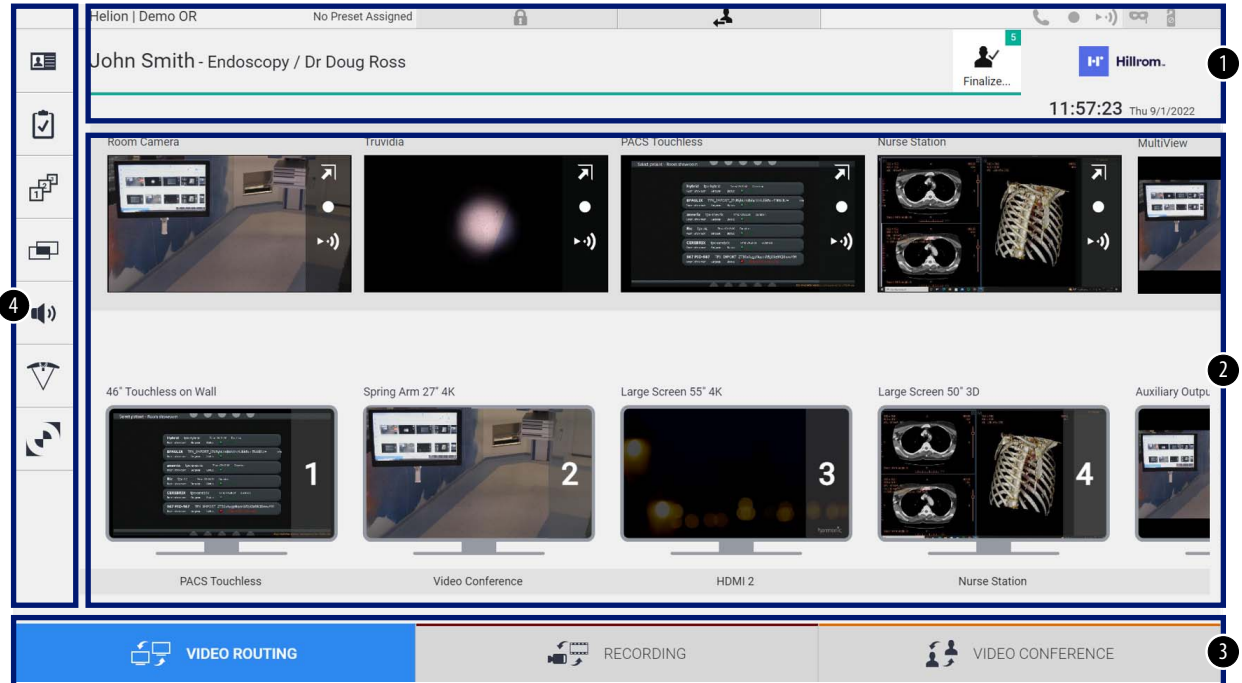 Helion | Demo OR
No Preset Assigned
5
John Smith - Endoscopy / Dr Doug Ross
Finalize...
H
Hillrom™
1
11:57:23 Thu 9/1/2022
Room Camera
Truvidia
PACS Touchless
Nurse Station
MultiView
4
46" Touchless on Wall
Spring Arm 27" 4K
Large Screen 55" 4K
Large Screen 50" 3D
Auxiliary Outpu
2
1
2
3
4
PACS Touchless
Video Conference
HDMI 2
Nurse Station
VIDEO ROUTING
RECORDING
VIDEO CONFERENCE
3